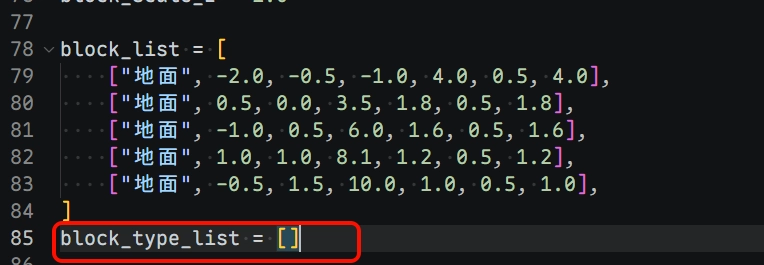 77
78 block_list = [
79 ["地面", -2.0, -0.5, -1.0, 4.0, 0.5, 4.0],
80 ["地面", 0.5, 0.0, 3.5, 1.8, 0.5, 1.8],
81 ["地面", -1.0, 0.5, 6.0, 1.6, 0.5, 1.6],
82 ["地面", 1.0, 1.0, 8.1, 1.2, 0.5, 1.2],
83 ["地面", -0.5, 1.5, 10.0, 1.0, 0.5, 1.0],
84 ]
85 block_type_list = []